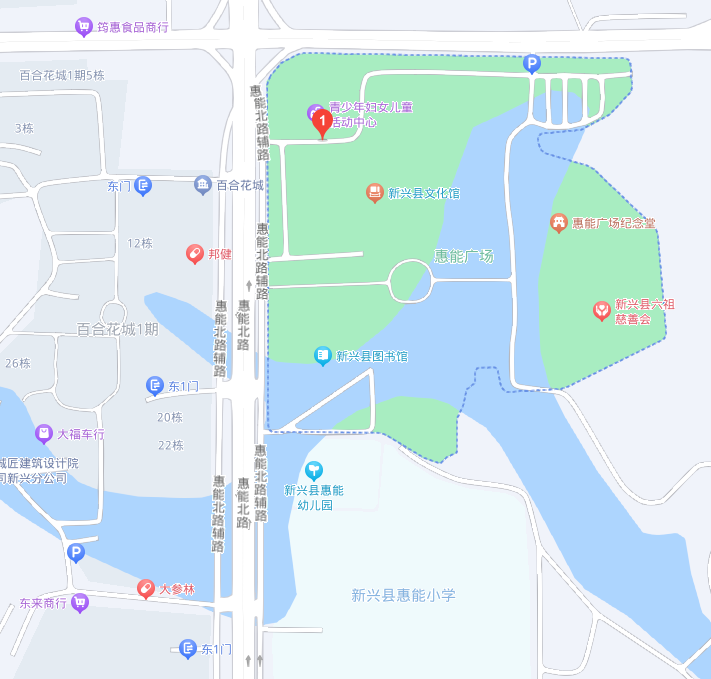 筠惠食品商行
P
百合花城1期5栋
惠能北路辅路
青少年妇女儿童
活动中心
1
3栋
东门
百合花城
新兴县文化馆
惠能广场纪念堂
12栋
邦健
惠能广场
惠能北路辅路
新兴县六祖
慈善会
惠能北路辅路
惠能北路
百合花城1期
新兴县图书馆
26栋
东1门
20栋
大福车行
22栋
城匠建筑设计院
司新兴分公司
惠能北路辅路
惠能北路
惠能北路辅路
新兴县惠能
幼儿园
P
大参林
新兴县惠能小学
东来商行
东1门